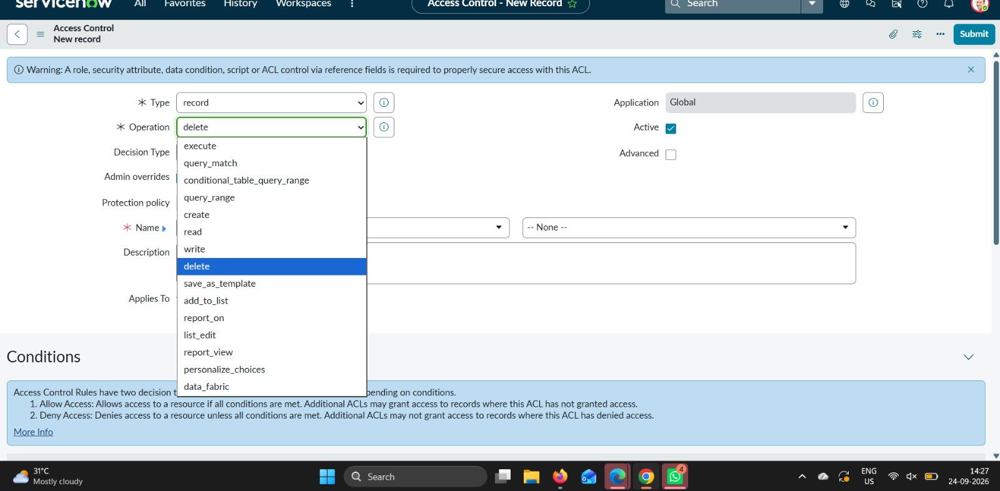 servicenow All Favorites History Workspaces Access Control - New Record Search
Access Control
New record
Submit
Warning: A role, security attribute, data condition, script or ACL control via reference fields is required to properly secure access with this ACL.
Type record Application Global
Operation delete Active
Decision Type Advanced
Admin overrides
Protection policy
Name -- None --
Description
Applies To
execute
query_match
conditional_table_query_range
query_range
create
read
write
delete
save_as_template
add_to_list
report_on
list_edit
report_view
personalize_choices
data_fabric
Conditions
Access Control Rules have two decision t pending on conditions.
1. Allow Access: Allows access to a resource if all conditions are met. Additional ACLs may grant access to records where this ACL has not granted access.
2. Deny Access: Denies access to a resource unless all conditions are met. Additional ACLs may not grant access to records where this ACL has denied access.
More Info
31°C
Mostly cloudy
Search
4
ENG
US
14:27
24-09-2026